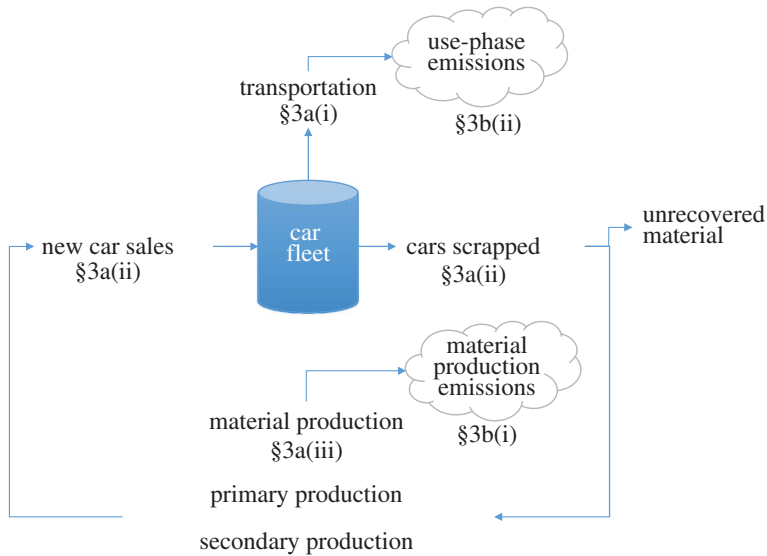 use-phase
emissions
§3b(ii)
transportation
§3a(i)
car
fleet
new car sales
§3a(ii)
cars scrapped
§3a(ii)
unrecovered
material
material
production
emissions
§3b(i)
material production
§3a(iii)
primary production
secondary production